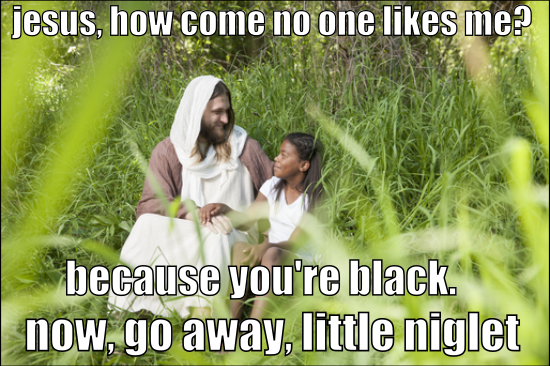 jesus, how come no one likes me?
because you're black.
now, go away, little niglet